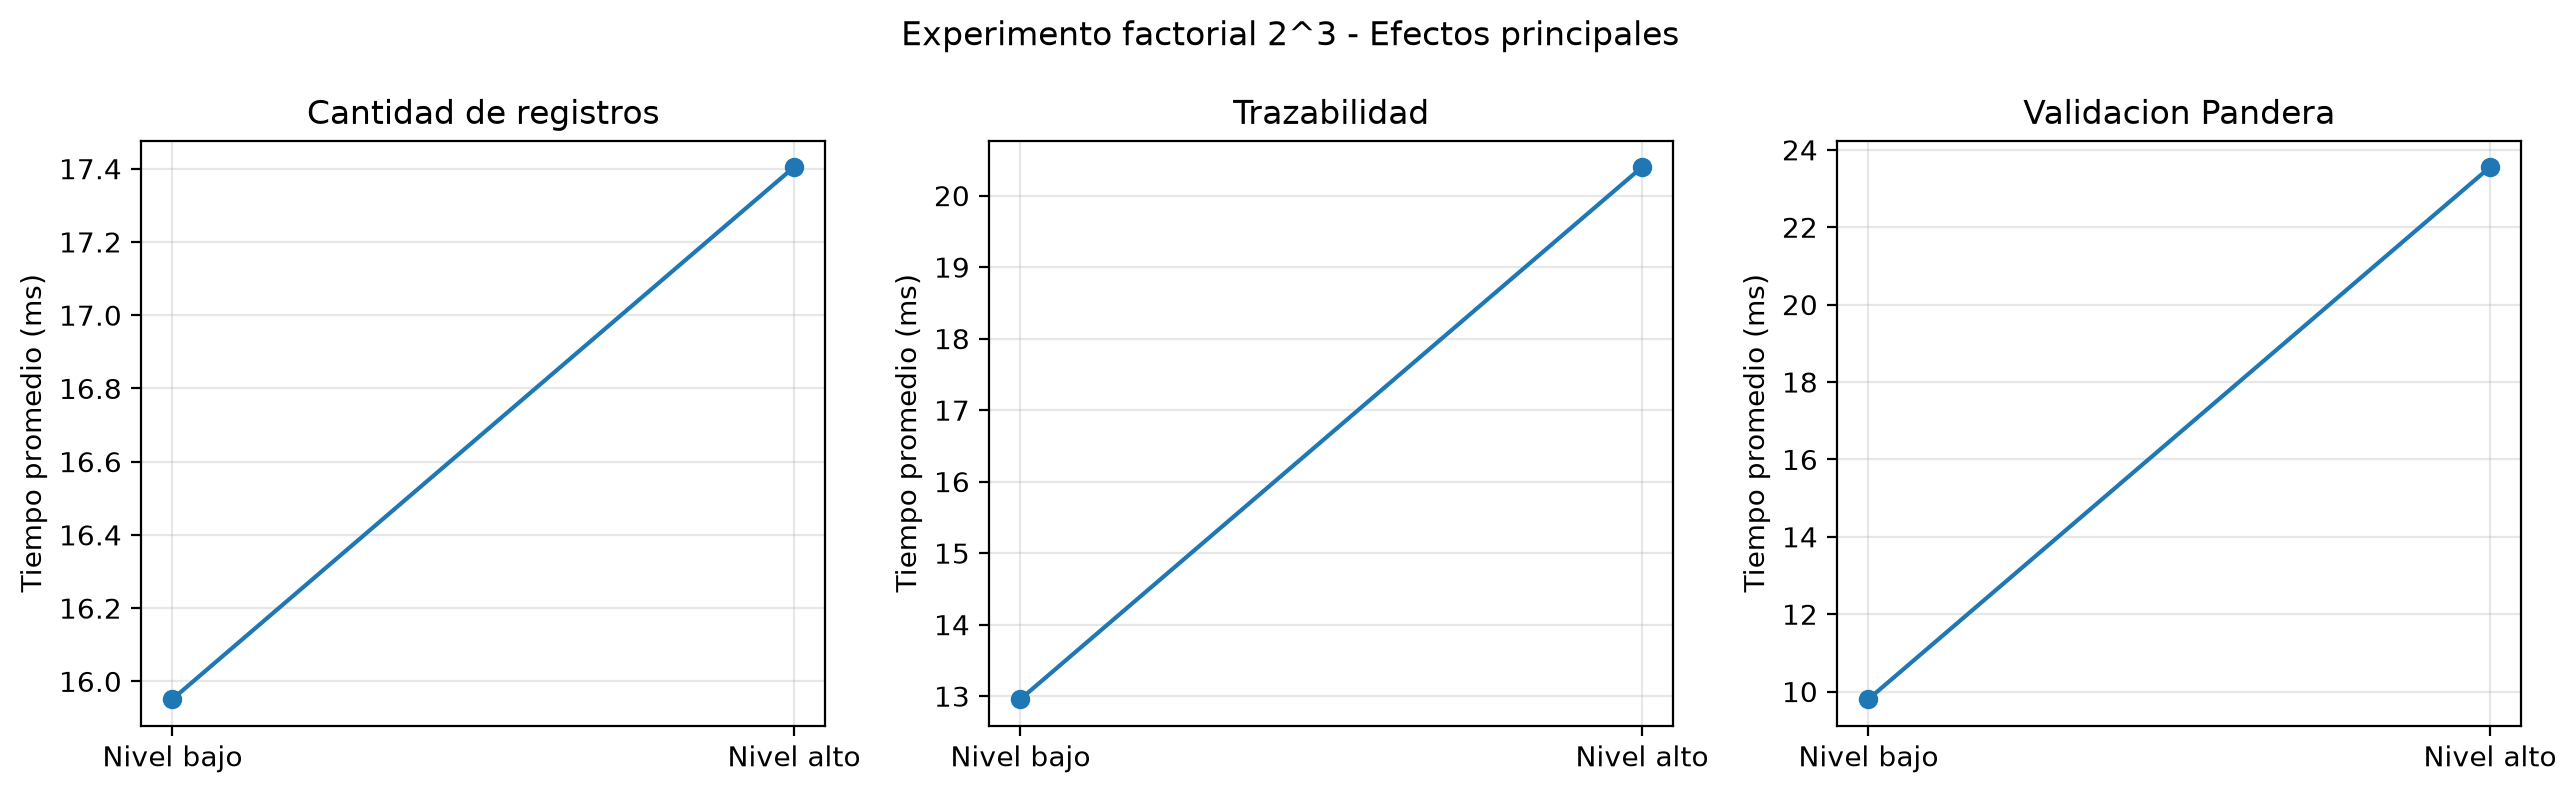 Experimento factorial 2^3 - Efectos principales
Cantidad de registros
Tiempo promedio (ms)
17.4
17.2
17.0
16.8
16.6
16.4
16.2
16.0
Nivel bajo
Nivel alto
Trazabilidad
Tiempo promedio (ms)
20
19
18
17
16
15
14
13
Nivel bajo
Nivel alto
Validacion Pandera
Tiempo promedio (ms)
24
22
20
18
16
14
12
10
Nivel bajo
Nivel alto